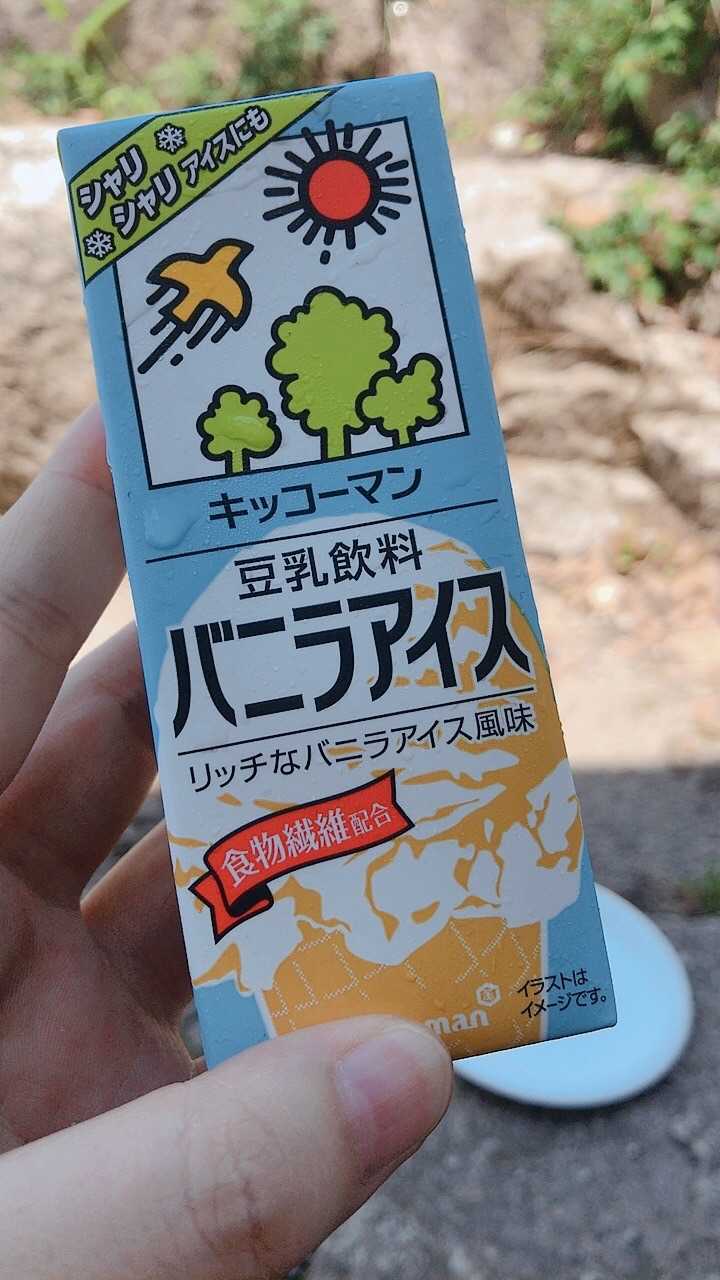 シャリ
シャリ アイスにも
キッコーマン
豆乳飲料
バニラアイス
リッチなバニラアイス風味
食物繊維配合
イラストは
イメージです。